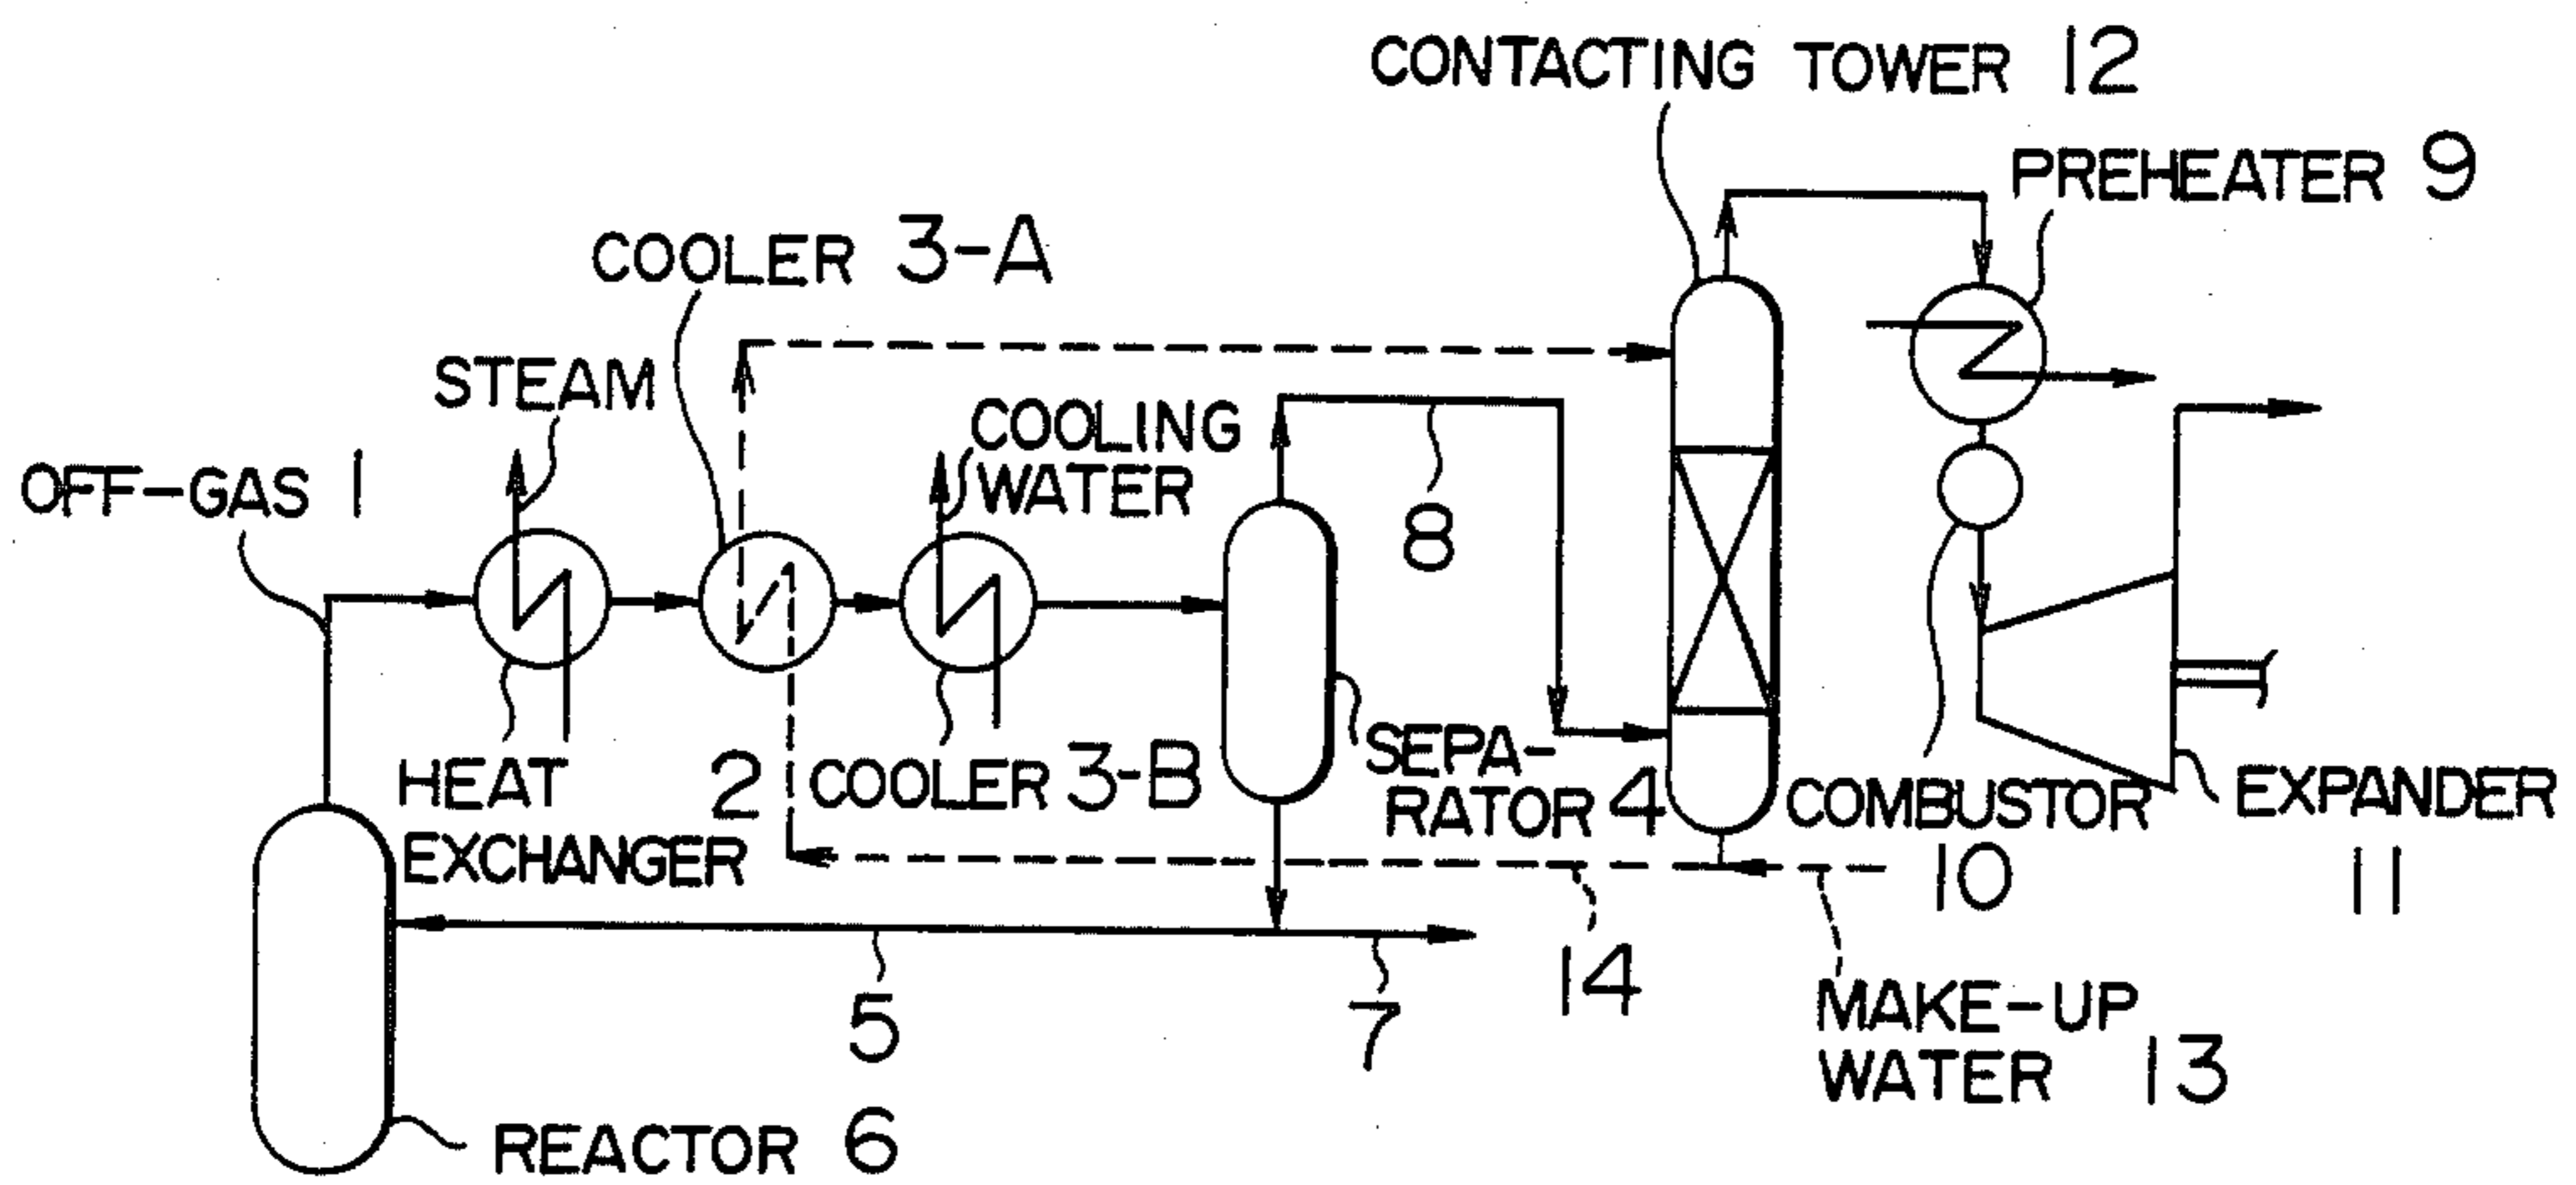 CONTACTING TOWER 12
PREHEATER 9
COOLER 3-A
STEAM
COOLING
WATER
OFF-GAS 1
8
HEAT
EXCHANGER
2
COOLER 3-B
SEPA-
RATOR 4
COMBUSTOR
10
EXPANDER
11
5
7
14
MAKE-UP
WATER 13
REACTOR 6